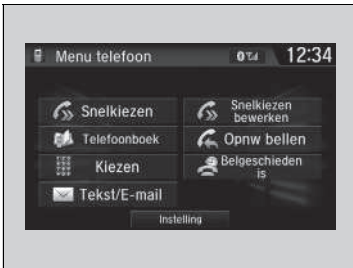 Menu telefoon 12:34
Snelkiezen
Snelkiezen
bewerken
Telefoonboek
Opnw bellen
Kiezen
Belgeschieden
is
Tekst/E-mail
Instelling